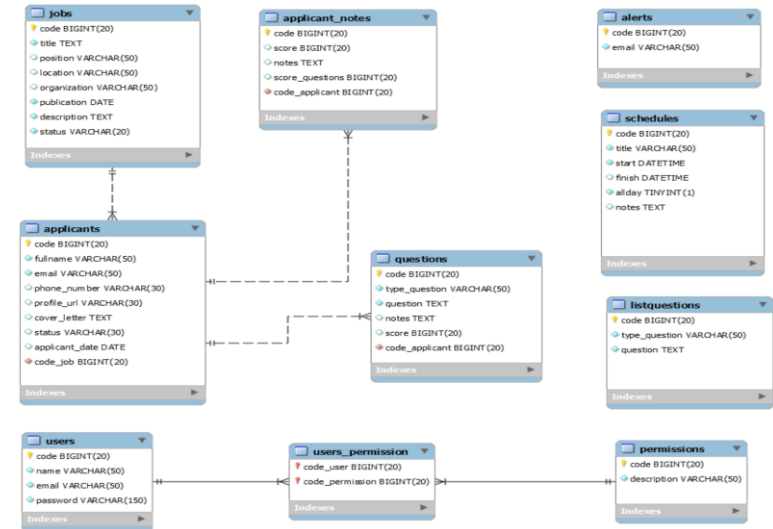 jobs
code BIGINT(20)
title TEXT
position VARCHAR(50)
location VARCHAR(50)
organization VARCHAR(50)
publication DATE
description TEXT
status VARCHAR(20)
Indexes
applicant_notes
code BIGINT(20)
score BIGINT(20)
notes TEXT
score_questions BIGINT(20)
code_applicant BIGINT(20)
Indexes
alerts
code BIGINT(20)
email VARCHAR(50)
Indexes
schedules
code BIGINT(20)
title VARCHAR(50)
start DATETIME
finish DATETIME
allday TINYINT(1)
notes TEXT
Indexes
applicants
code BIGINT(20)
fullname VARCHAR(50)
email VARCHAR(50)
phone_number VARCHAR(30)
profile_url VARCHAR(30)
cover_letter TEXT
status VARCHAR(30)
applicant_date DATE
code_job BIGINT(20)
Indexes
questions
code BIGINT(20)
type_question VARCHAR(50)
question TEXT
notes TEXT
score BIGINT(20)
code_applicant BIGINT(20)
Indexes
listquestions
code BIGINT(20)
type_question VARCHAR(50)
question TEXT
Indexes
users
code BIGINT(20)
name VARCHAR(50)
email VARCHAR(50)
password VARCHAR(150)
Indexes
users_permission
code_user BIGINT(20)
code_permission BIGINT(20)
Indexes
permissions
code BIGINT(20)
description VARCHAR(50)
Indexes